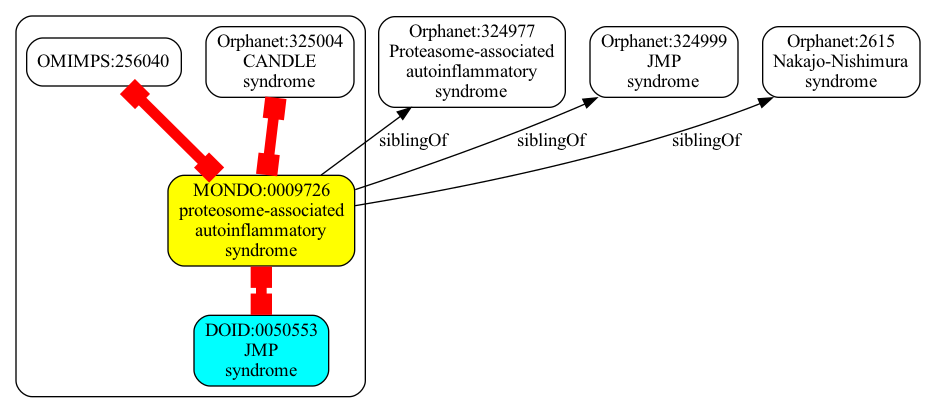 OMIMPS:256040
Orphanet:325004
CANDLE
syndrome
Orphanet:324977
Proteasome-associated
autoinflammatory
syndrome
Orphanet:324999
JMP
syndrome
Orphanet:2615
Nakajo-Nishimura
syndrome
siblingOf
siblingOf
siblingOf
MONDO:0009726
proteosome-associated
autoinflammatory
syndrome
DOID:0050553
JMP
syndrome